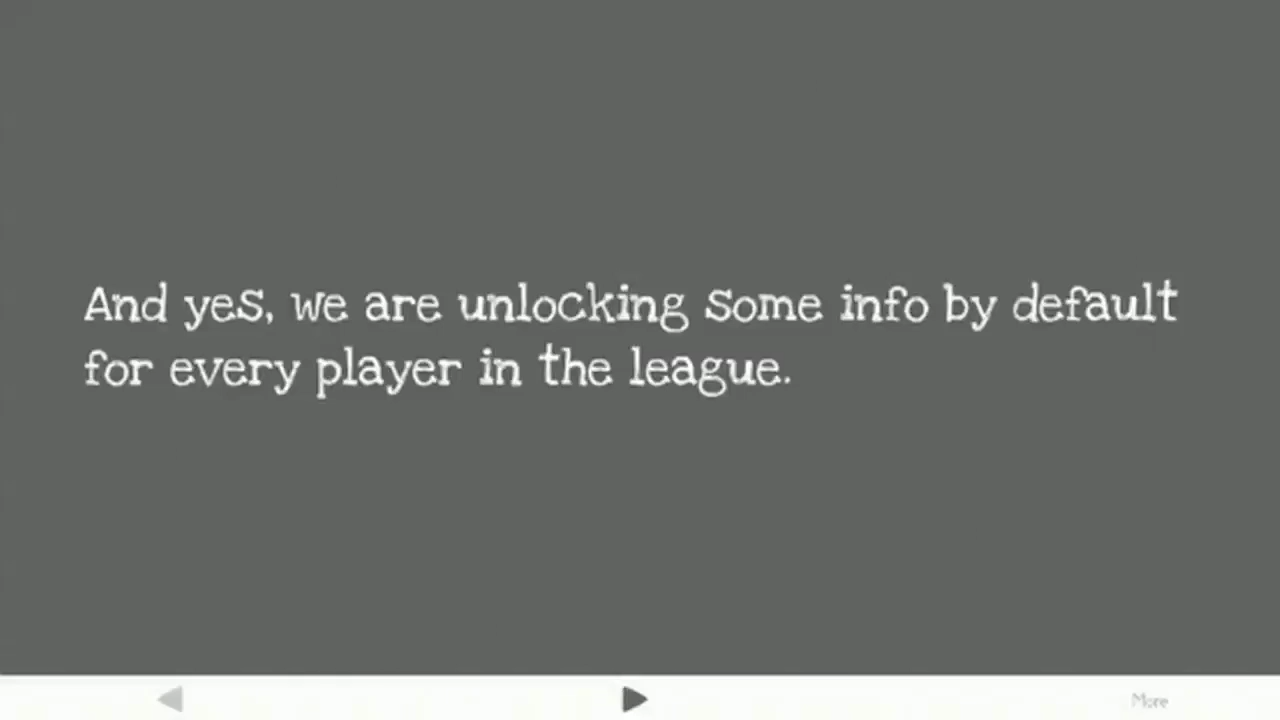 And yes, we are unlocking some info by default
for every player in the league.
More